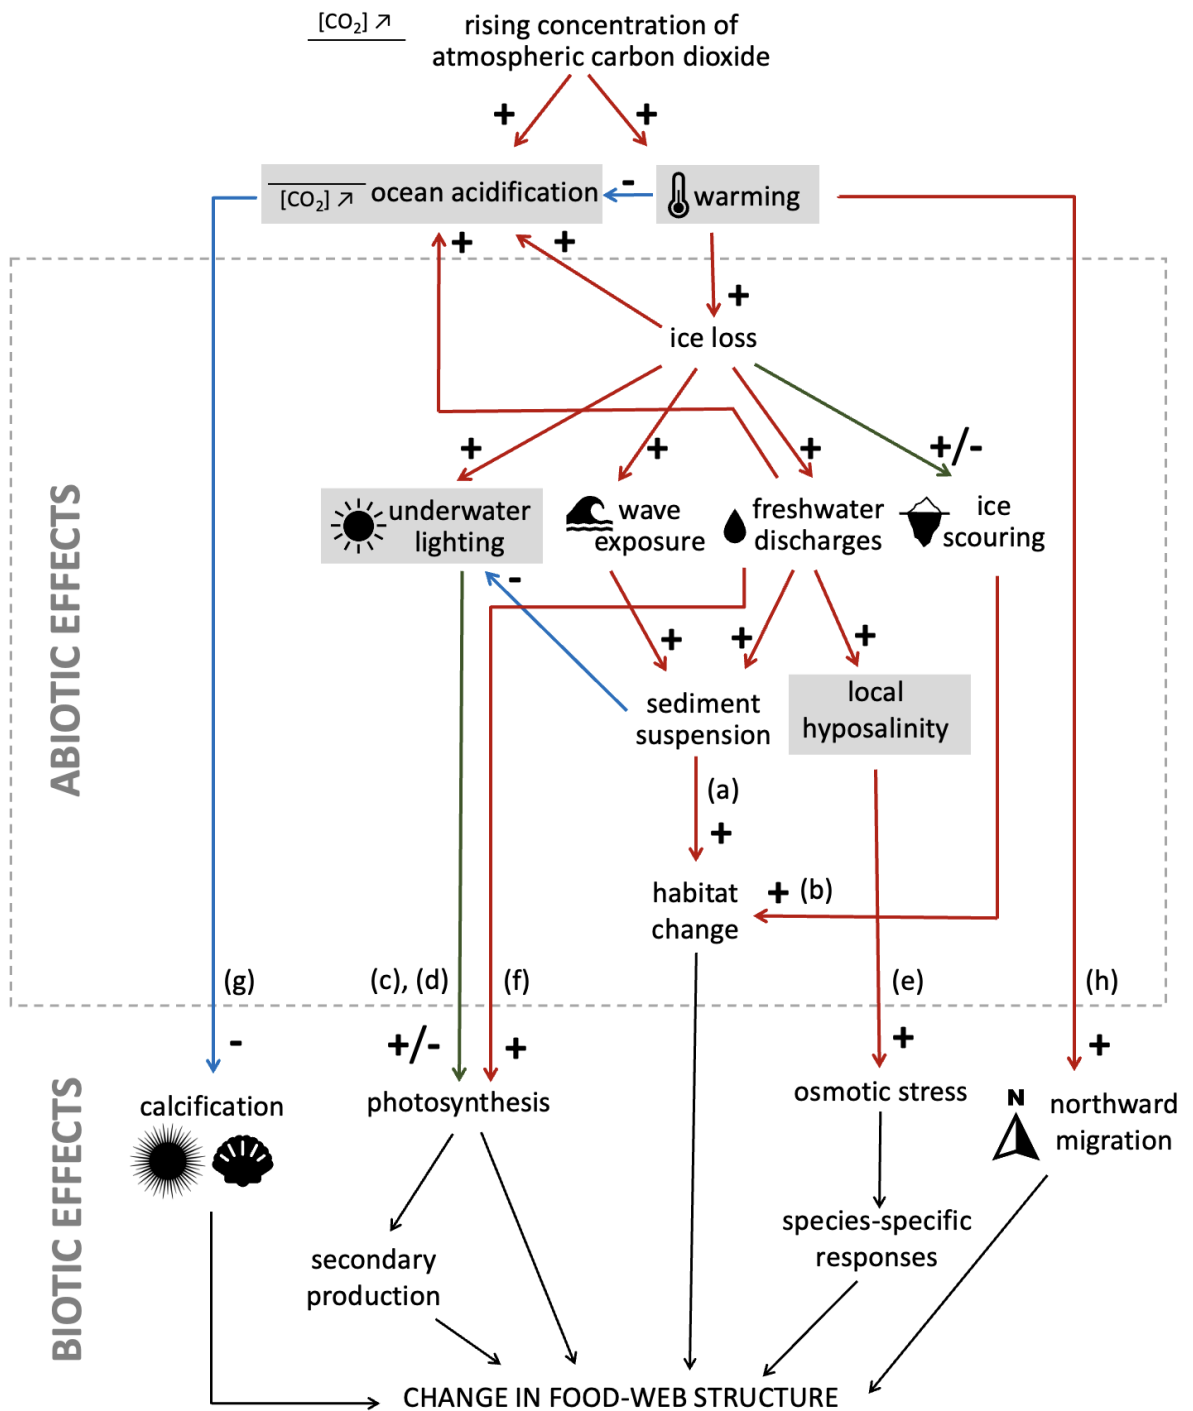 [CO₂] ↗
rising concentration of
atmospheric carbon dioxide
+
+
[CO₂] ↗
ocean acidification
-
warming
+
+
+
ice loss
+
+
+
+/-
underwater
lighting
wave
exposure
freshwater
discharges
ice
scouring
-
+
+
+
sediment
suspension
local
hyposalinity
(a)
+
habitat
change
+ (b)
ABIOTIC EFFECTS
(g)
(c), (d)
(f)
(e)
(h)
-
+/-
+
+
+
calcification
photosynthesis
osmotic stress
N
northward
migration
species-specific
responses
secondary
production
BIOTIC EFFECTS
CHANGE IN FOOD-WEB STRUCTURE